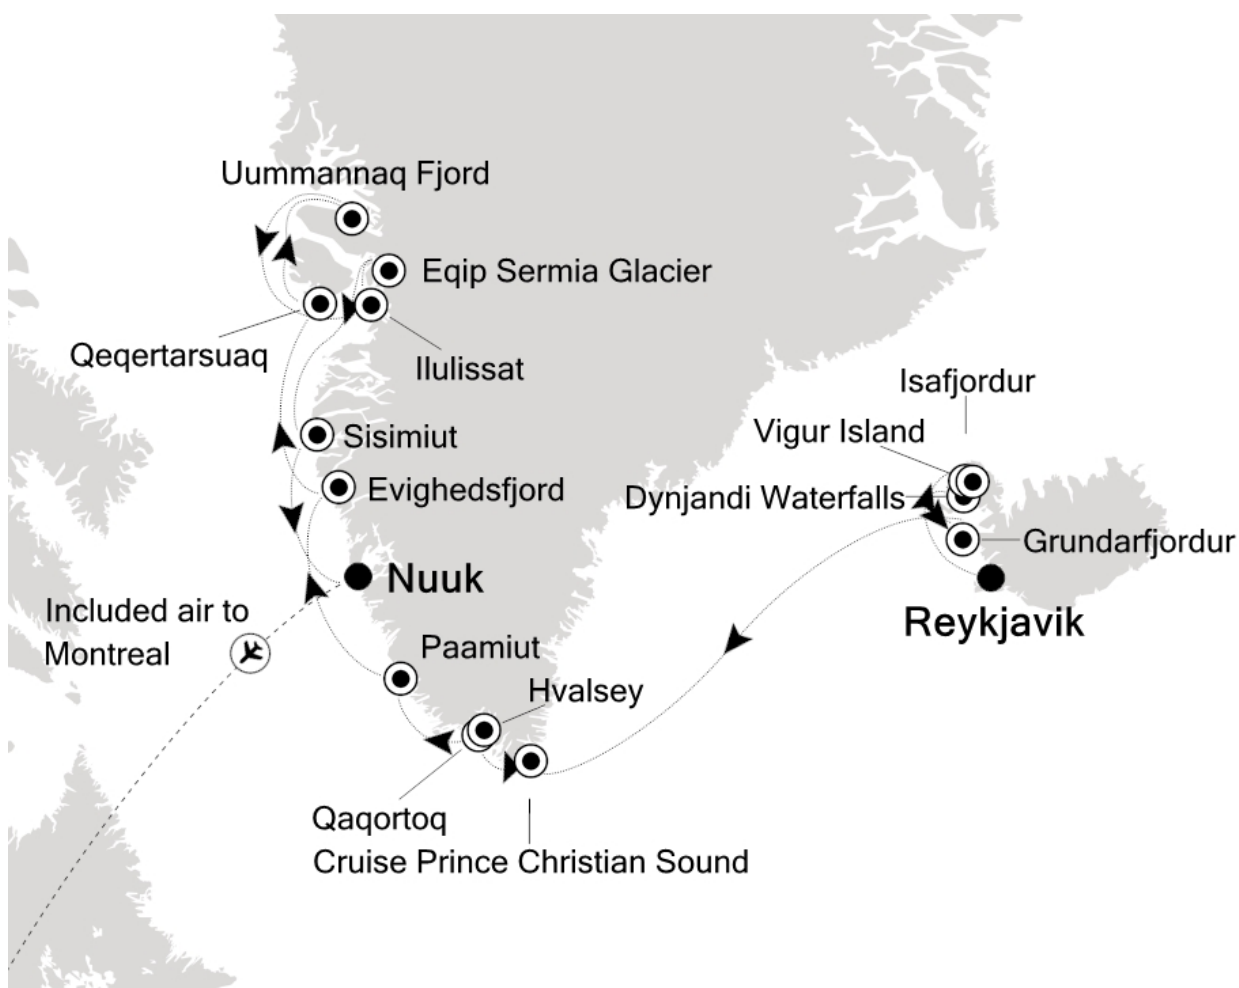 Uummannaq Fjord
Eqip Sermia Glacier
Qeqertarsuaq
Ilulissat
Isafjordur
Vigur Island
Sisimiut
Evighedsfjord
Dynjandi Waterfalls
Grundarfjordur
Nuuk
Included air to
Montreal
Reykjavik
Paamiut
Hvalsey
Qaqortoq
Cruise Prince Christian Sound